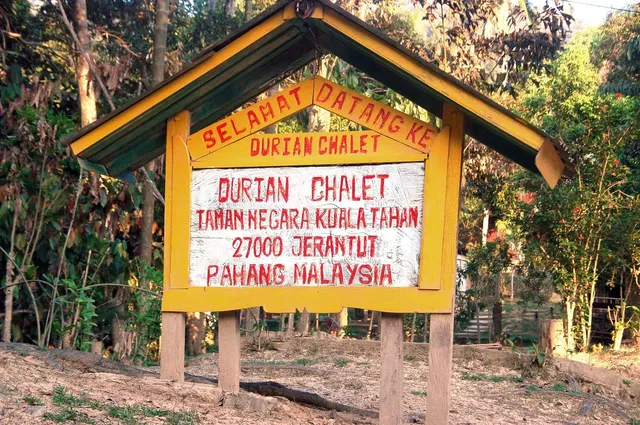 SELAMAT DATANG KE
DURIAN CHALET
DURIAN CHALET
TAMAN NEGARA KUALA TAHAN
27000 JERANTUT
PAHANG MALAYSIA